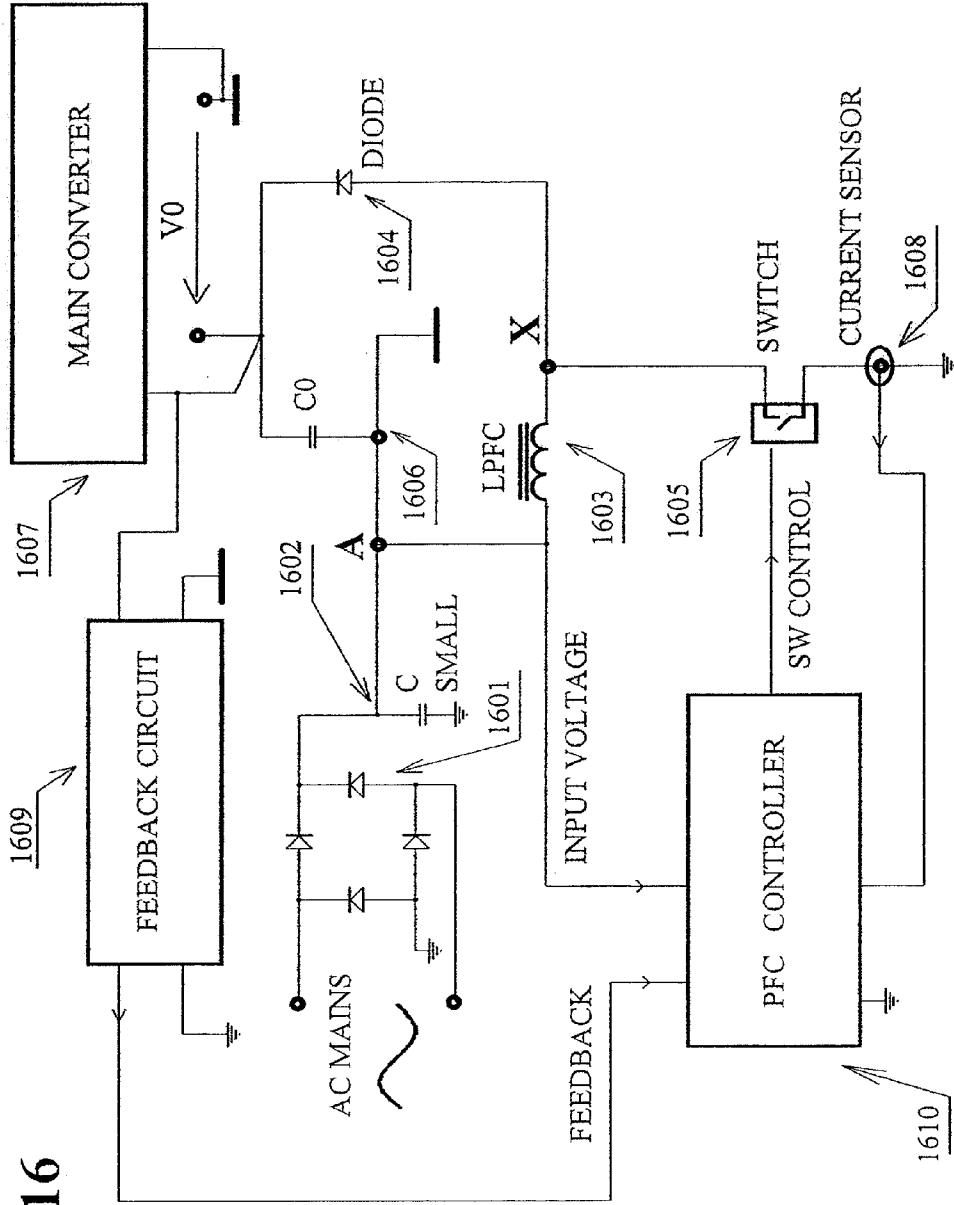 16
1609
FEEDBACK CIRCUIT
1607
MAIN CONVERTER
V0
AC MAINS
1601
C
SMALL
1602
A
1606
C0
1604
DIODE
FEEDBACK
INPUT VOLTAGE
1603
LPFC
X
1610
PFC CONTROLLER
SW CONTROL
1605
SWITCH
CURRENT SENSOR
1608